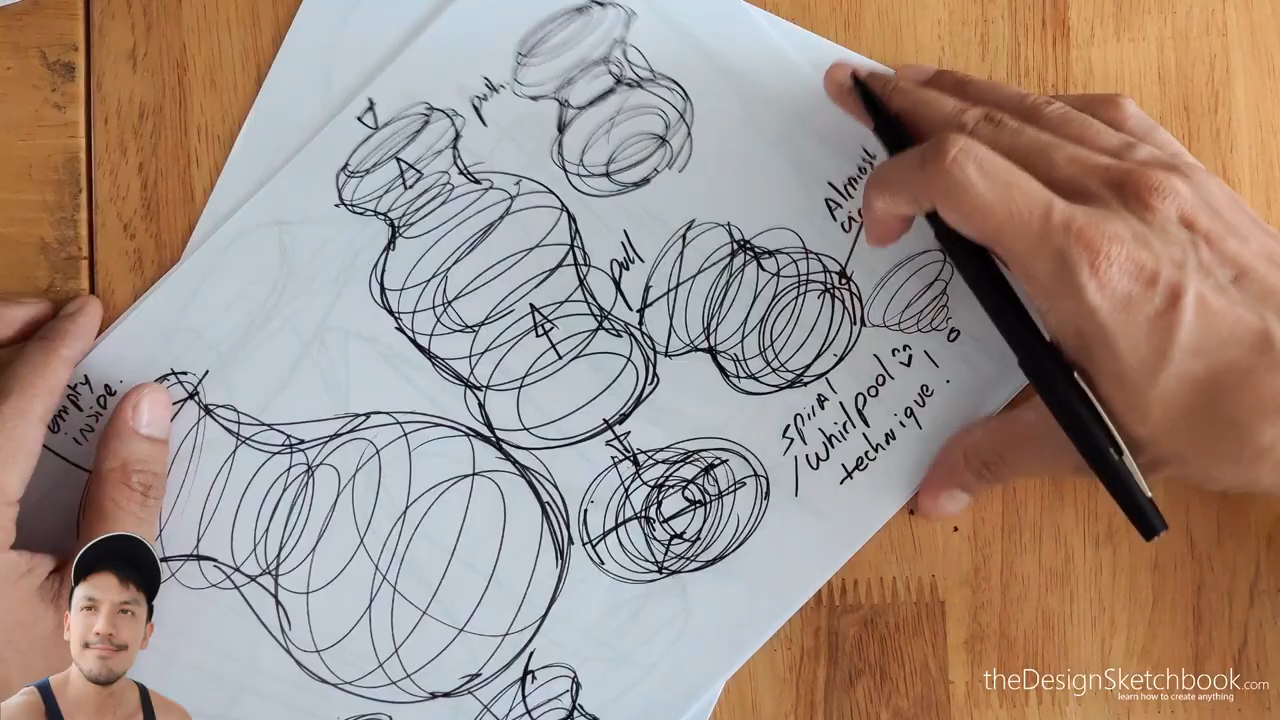 pull.
pull
Almost
empty
inside.
spiral
/whirlpool
technique!
theDesignSketchbook.com
learn how to create anything